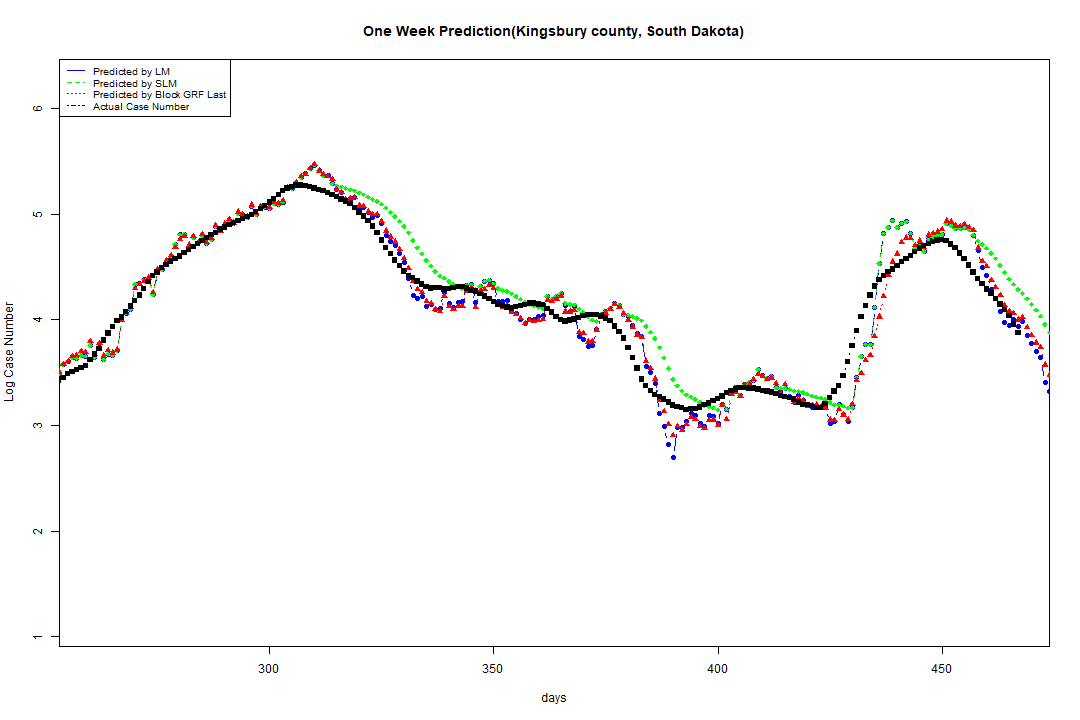 One Week Prediction(Kingsbury county, South Dakota)
Predicted by LM
Predicted by SLM
Predicted by Block GRF Last
Actual Case Number
Log Case Number
6
5
4
3
2
1
300 350 400 450
days